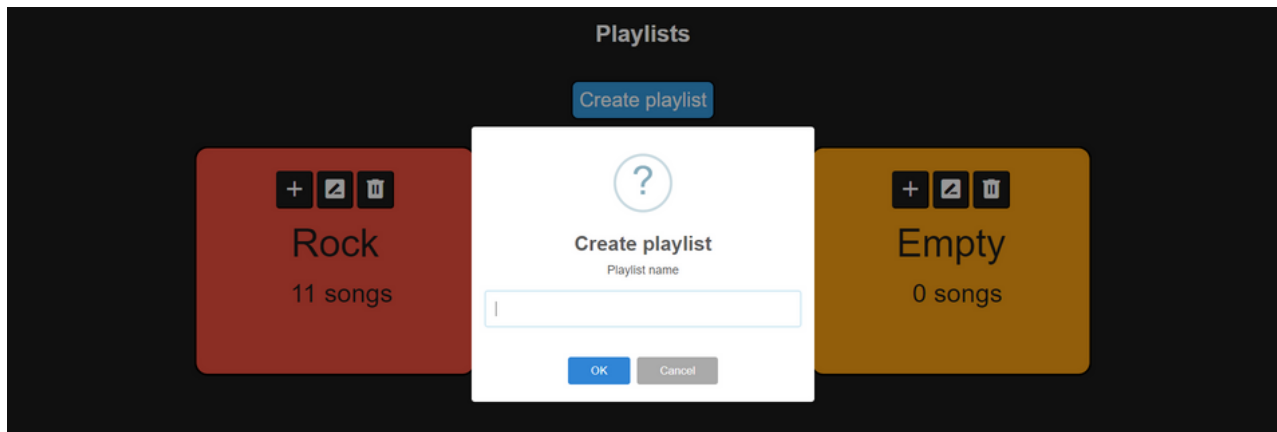 Playlists
Create playlist
?
Create playlist
Playlist name
OK Cancel
Rock
11 songs
Empty
0 songs